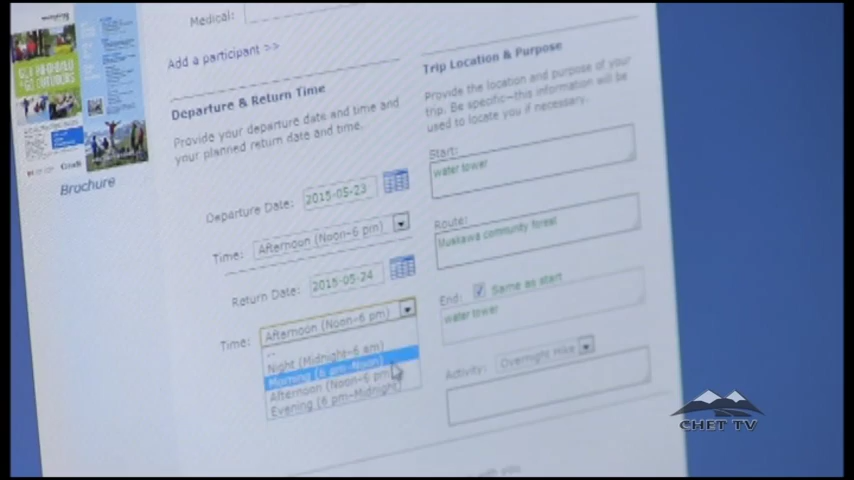 Medical:
Add a participant >>
Departure & Return Time
Provide your departure date and time and
your planned return date and time.
Departure Date: 2015-05-23
Time: Afternoon (Noon-6 pm)
Return Date: 2015-05-24
Time: Afternoon (Noon-6 pm)
--
Night (Midnight-6 am)
Morning (6 am-Noon)
Afternoon (Noon-6 pm)
Evening (6 pm-Midnight)
Trip Location & Purpose
Provide the location and purpose of your
trip. Be specific—this information will be
used to locate you if necessary.
Start:
water tower
Route:
Muskawa community forest
End: Same as start
water tower
Activity: Overnight Hike
Brochure
Canada
CHET TV